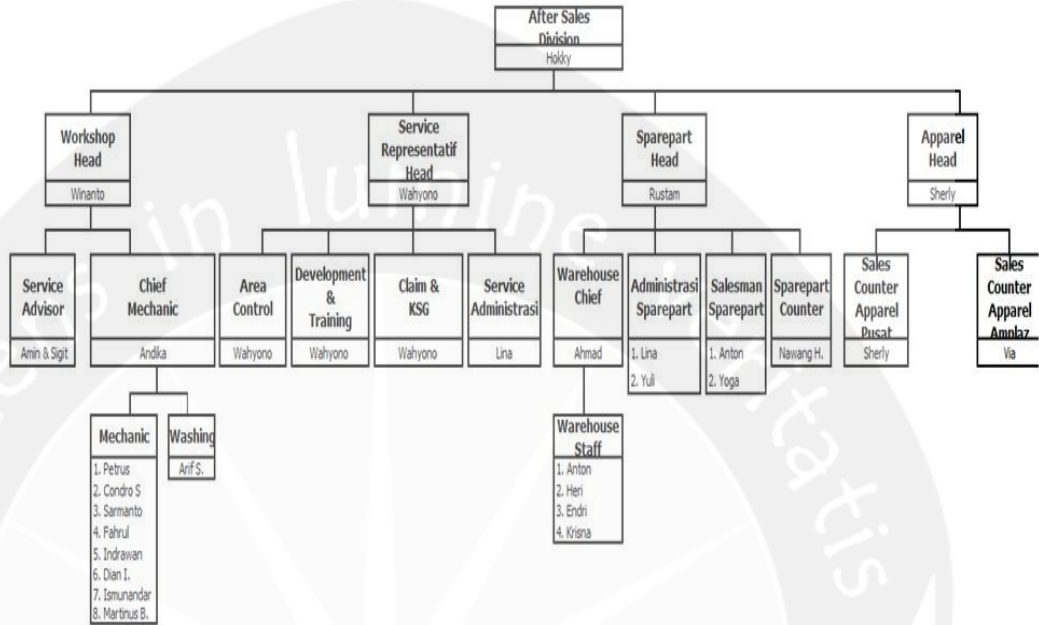 After Sales
Division
Hokky
Workshop
Head
Winanto
Service
Representatif
Head
Wahyono
Sparepart
Head
Rustam
Apparel
Head
Sherly
Service
Advisor
Amin & Sigit
Chief
Mechanic
Andka
Area
Control
Wahyono
Development
&
Training
Wahyono
Claim &
KSG
Wahyono
Service
Administrasi
Lina
Warehouse
Chief
Ahmad
Administrasi
Sparepart
1. Lina
2. Yuli
Salesman
Sparepart
1. Anton
2. Yoga
Sparepart
Counter
Nawang H.
Sales
Counter
Apparel
Pusat
Sherly
Sales
Counter
Apparel
Amplaz
Via
Mechanic
1. Petrus
2. Condro S
3. Sarmanto
4. Fahrul
5. Indrawan
6. Dian I.
7. Ismunandar
8. Martinus B.
Washing
Arif S.
Warehouse
Staff
1. Anton
2. Heri
3. Endri
4. Krisna
in lumine veritatis